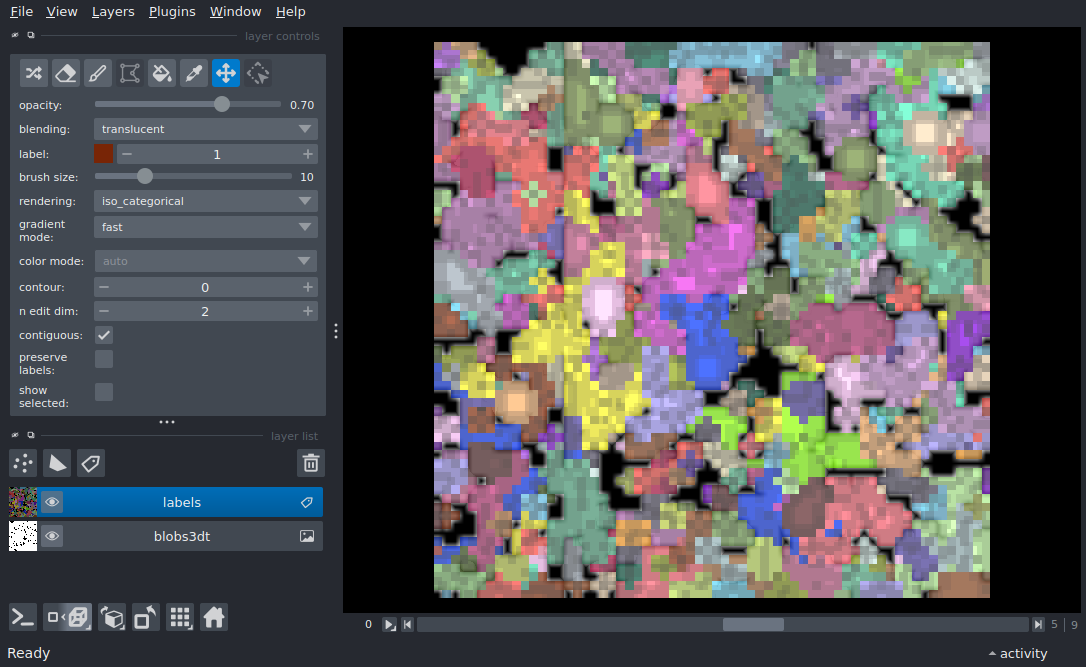 File View Layers Plugins Window Help
layer controls
opacity: 0.70
blending: translucent
label: 1
brush size: 10
rendering: iso_categorical
gradient
mode: fast
color mode: auto
contour: 0
n edit dim: 2
contiguous:
preserve
labels:
show
selected:
layer list
labels
blobs3dt
0 5 | 9
Ready activity